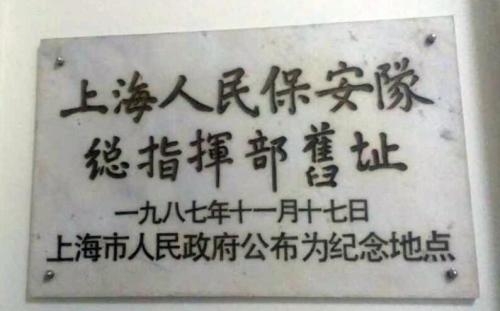 上海人民保安隊
总指揮部舊址
一九八七年十一月十七日
上海市人民政府公布为纪念地点